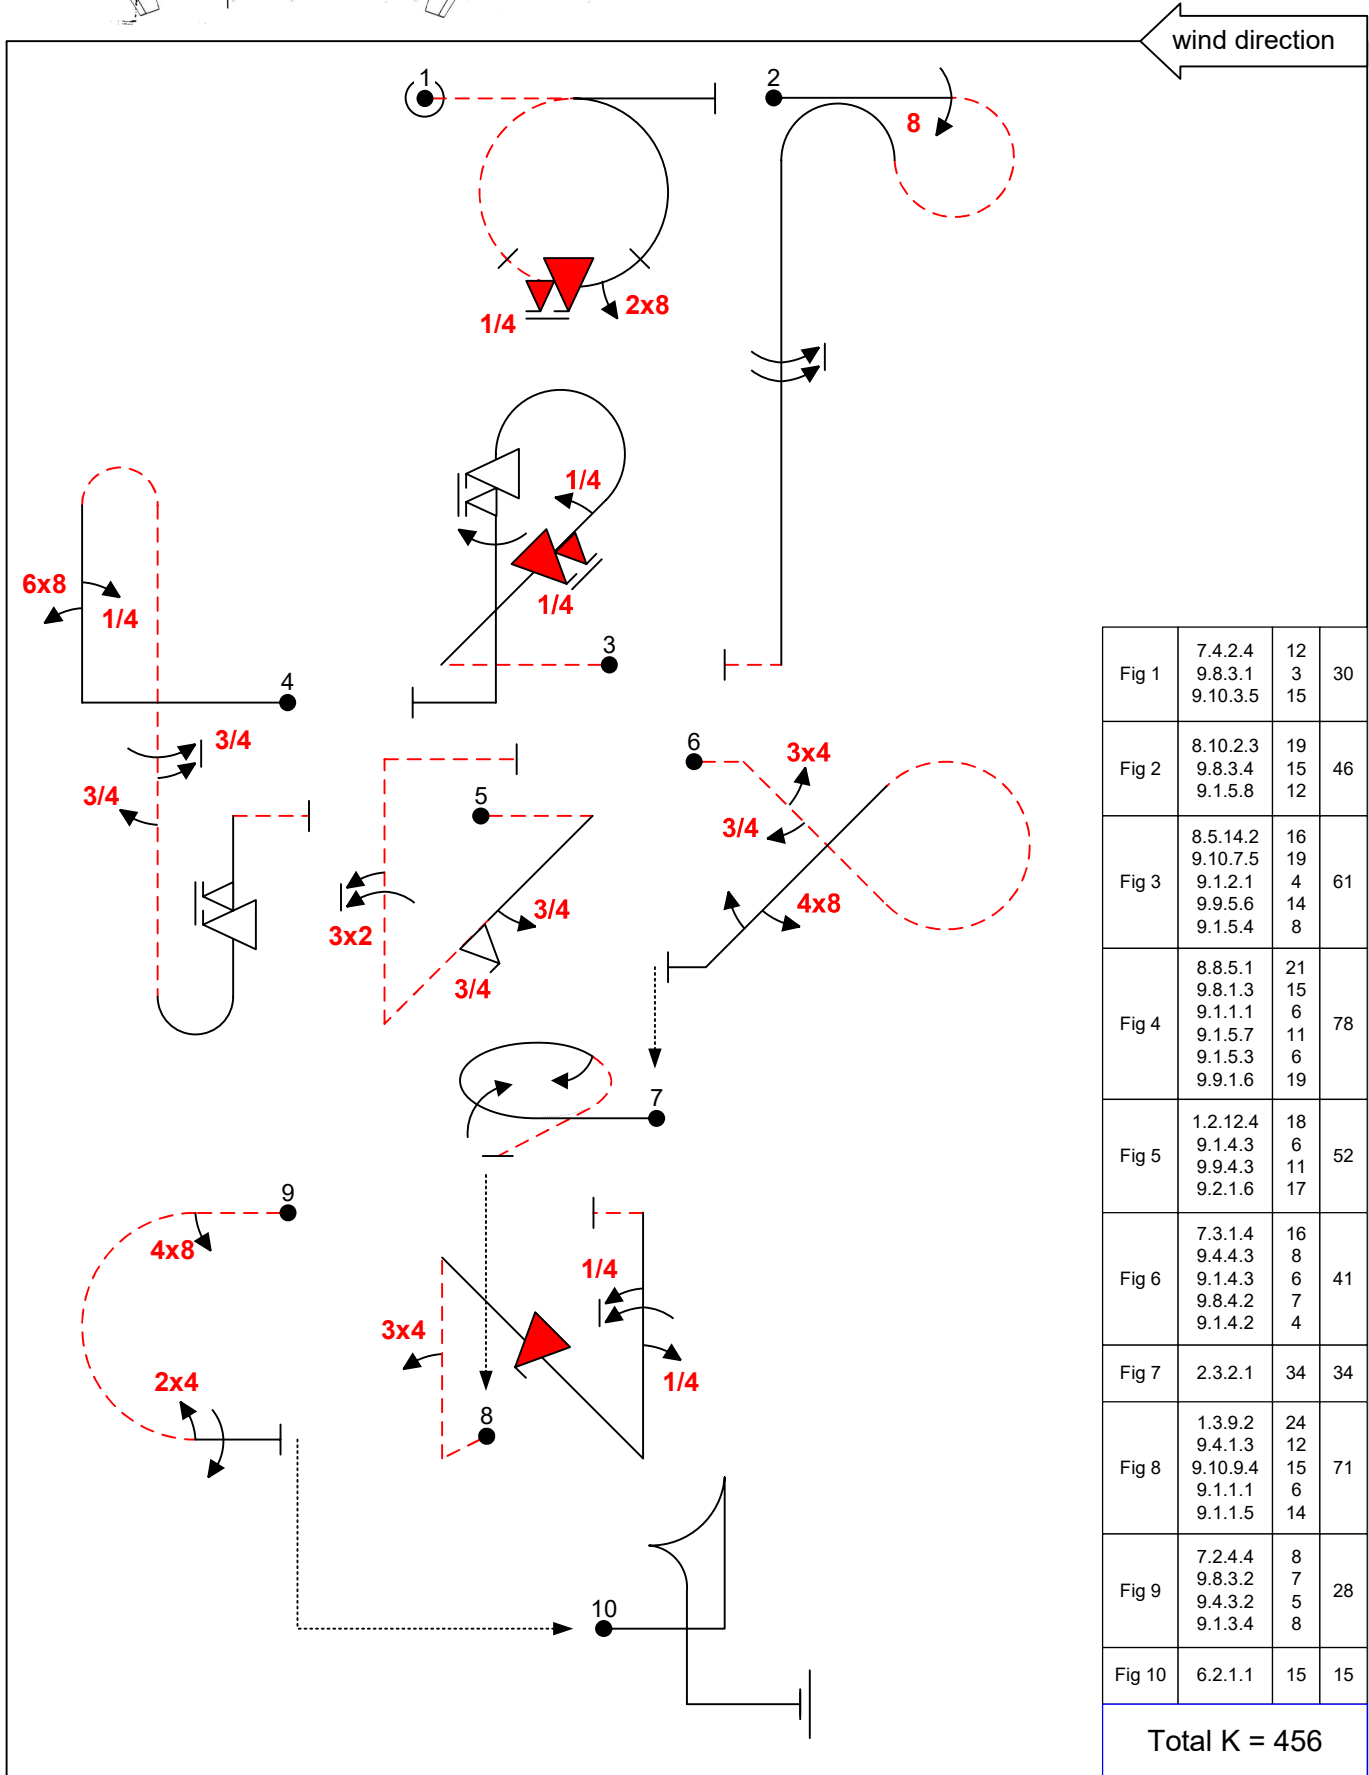 wind direction
1
2
8
1/4
2x8
1/4
6x8
1/4
1/4
3
4
3/4
3/4
6
3x4
5
3/4
3/4
3x2
4x8
3/4
7
9
4x8
1/4
3x4
1/4
2x4
8
10
Fig 1 7.4.2.4 12 30
9.8.3.1 3
9.10.3.5 15
Fig 2 8.10.2.3 19 46
9.8.3.4 15
9.1.5.8 12
Fig 3 8.5.14.2 16 61
9.10.7.5 19
9.1.2.1 4
9.9.5.6 14
9.1.5.4 8
Fig 4 8.8.5.1 21 78
9.8.1.3 15
9.1.1.1 6
9.1.5.7 11
9.1.5.3 6
9.9.1.6 19
Fig 5 1.2.12.4 18 52
9.1.4.3 6
9.9.4.3 11
9.2.1.6 17
Fig 6 7.3.1.4 16 41
9.4.4.3 8
9.1.4.3 6
9.8.4.2 7
9.1.4.2 4
Fig 7 2.3.2.1 34 34
Fig 8 1.3.9.2 24 71
9.4.1.3 12
9.10.9.4 15
9.1.1.1 6
9.1.1.5 14
Fig 9 7.2.4.4 8 28
9.8.3.2 7
9.4.3.2 5
9.1.3.4 8
Fig 10 6.2.1.1 15 15
Total K = 456